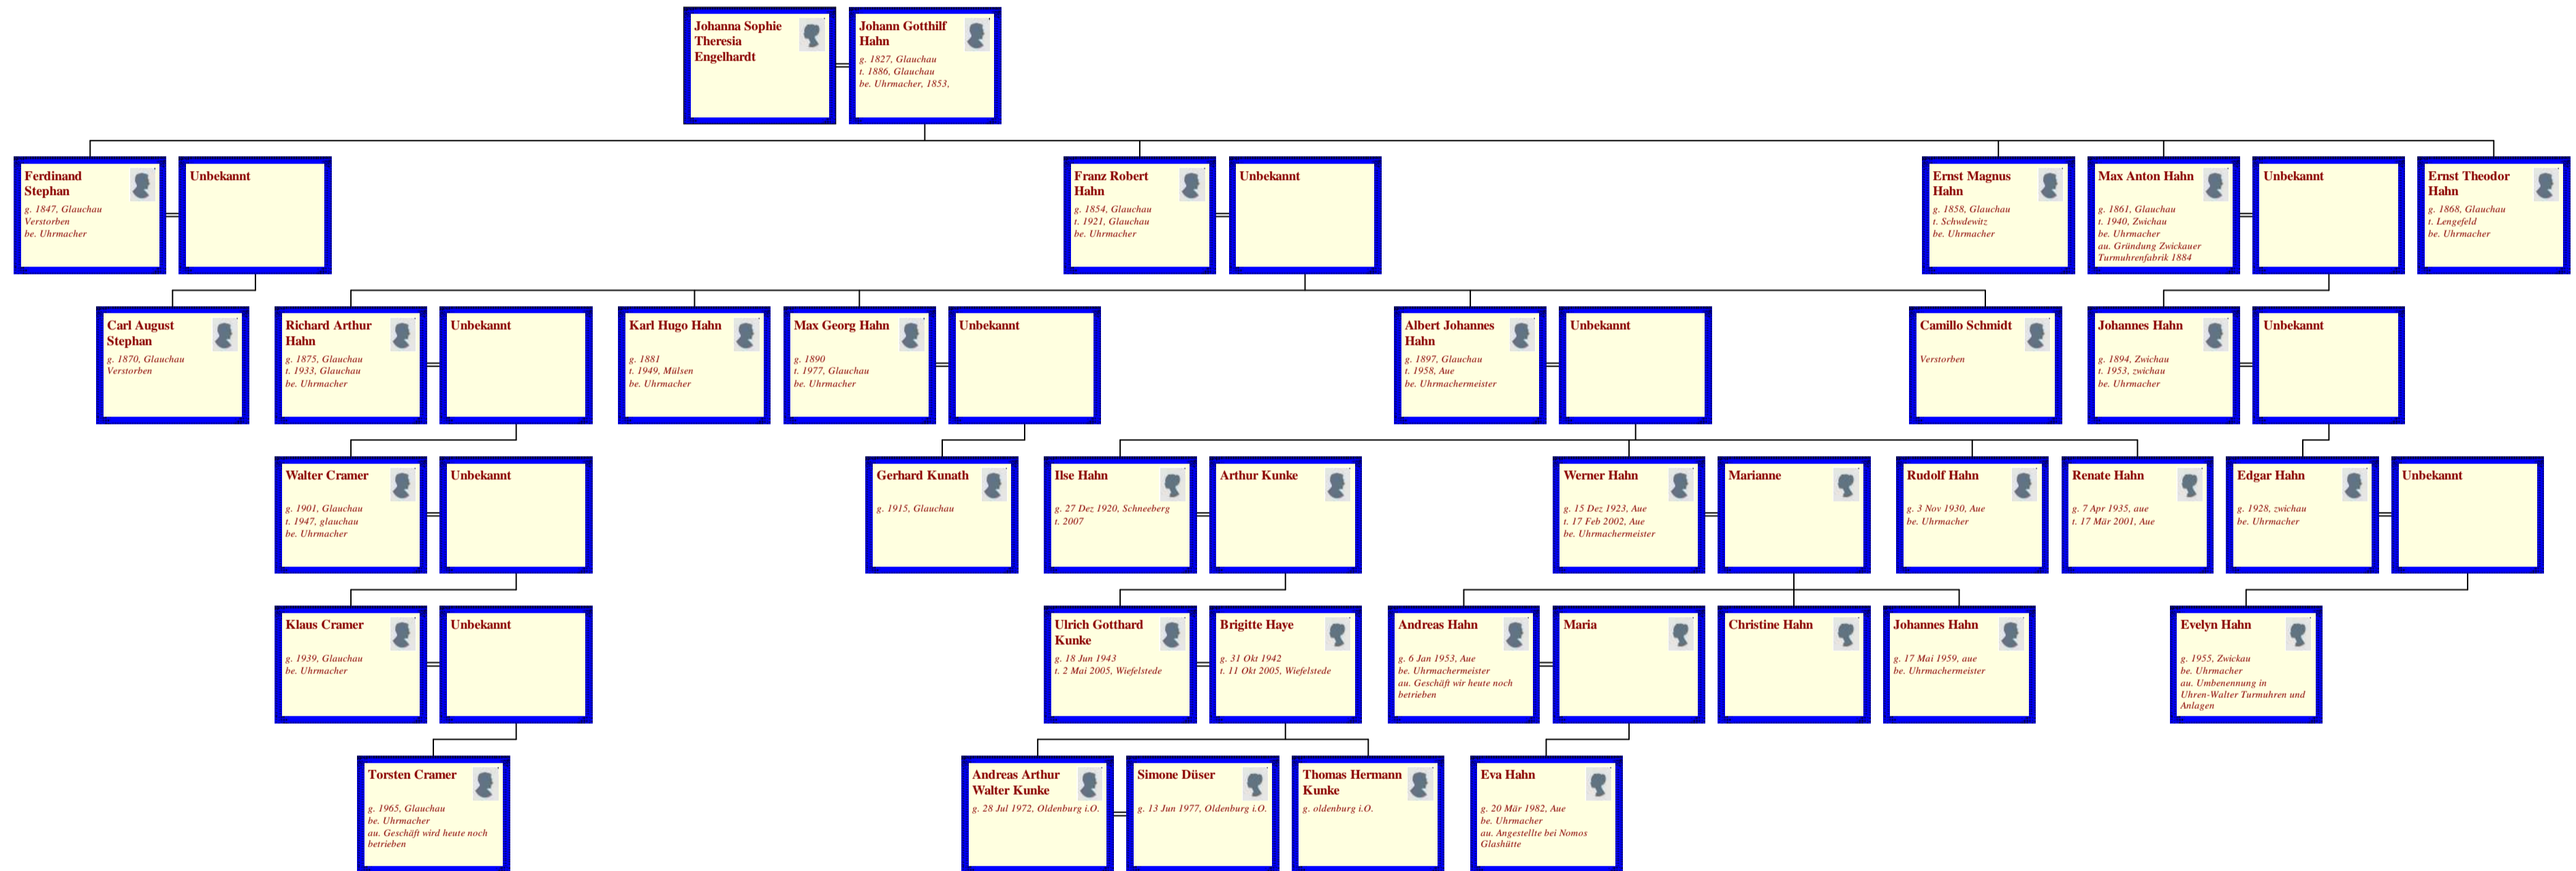 Johanna Sophie
Theresia
Engelhardt
Johann Gotthilf
Hahn
g. 1827, Glauchau
t. 1886, Glauchau
be. Uhrmacher, 1853,
Ferdinand
Stephan
g. 1847, Glauchau
Verstorben
be. Uhrmacher
Unbekannt
Franz Robert
Hahn
g. 1854, Glauchau
t. 1921, Glauchau
be. Uhrmacher
Unbekannt
Ernst Magnus
Hahn
g. 1858, Glauchau
t. Schwdewitz
be. Uhrmacher
Max Anton Hahn
g. 1861, Glauchau
t. 1940, Zwichau
be. Uhrmacher
au. Gründung Zwickauer
Turmuhrenfabrik 1884
Unbekannt
Ernst Theodor
Hahn
g. 1868, Glauchau
t. Lengefeld
be. Uhrmacher
Carl August
Stephan
g. 1870, Glauchau
Verstorben
Richard Arthur
Hahn
g. 1875, Glauchau
t. 1933, Glauchau
be. Uhrmacher
Unbekannt
Karl Hugo Hahn
g. 1881
t. 1949, Mülsen
be. Uhrmacher
Max Georg Hahn
g. 1890
t. 1977, Glauchau
be. Uhrmacher
Unbekannt
Albert Johannes
Hahn
g. 1897, Glauchau
t. 1958, Aue
be. Uhrmachermeister
Unbekannt
Camillo Schmidt
Verstorben
Johannes Hahn
g. 1894, Zwichau
t. 1953, zwichau
be. Uhrmacher
Unbekannt
Walter Cramer
g. 1901, Glauchau
t. 1947, glauchau
be. Uhrmacher
Unbekannt
Gerhard Kunath
g. 1915, Glauchau
Ilse Hahn
g. 27 Dez 1920, Schneeberg
t. 2007
Arthur Kunke
Werner Hahn
g. 15 Dez 1923, Aue
t. 17 Feb 2002, Aue
be. Uhrmachermeister
Marianne
Rudolf Hahn
g. 3 Nov 1930, Aue
be. Uhrmacher
Renate Hahn
g. 7 Apr 1935, aue
t. 17 Mär 2001, Aue
Edgar Hahn
g. 1928, zwichau
be. Uhrmacher
Unbekannt
Klaus Cramer
g. 1939, Glauchau
be. Uhrmacher
Unbekannt
Ulrich Gotthard
Kunke
g. 18 Jun 1943
t. 2 Mai 2005, Wiefelstede
Brigitte Haye
g. 31 Okt 1942
t. 11 Okt 2005, Wiefelstede
Andreas Hahn
g. 6 Jan 1953, Aue
be. Uhrmachermeister
au. Geschäft wir heute noch
betrieben
Maria
Christine Hahn
Johannes Hahn
g. 17 Mai 1959, aue
be. Uhrmachermeister
Evelyn Hahn
g. 1955, Zwickau
be. Uhrmacher
au. Umbenennung in
Uhren-Walter Turmuhren und
Anlagen
Torsten Cramer
g. 1965, Glauchau
be. Uhrmacher
au. Geschäft wird heute noch
betrieben
Andreas Arthur
Walter Kunke
g. 28 Jul 1972, Oldenburg i.O.
Simone Düser
g. 13 Jun 1977, Oldenburg i.O.
Thomas Hermann
Kunke
g. oldenburg i.O.
Eva Hahn
g. 20 Mär 1982, Aue
be. Uhrmacher
au. Angestellte bei Nomos
Glashütte